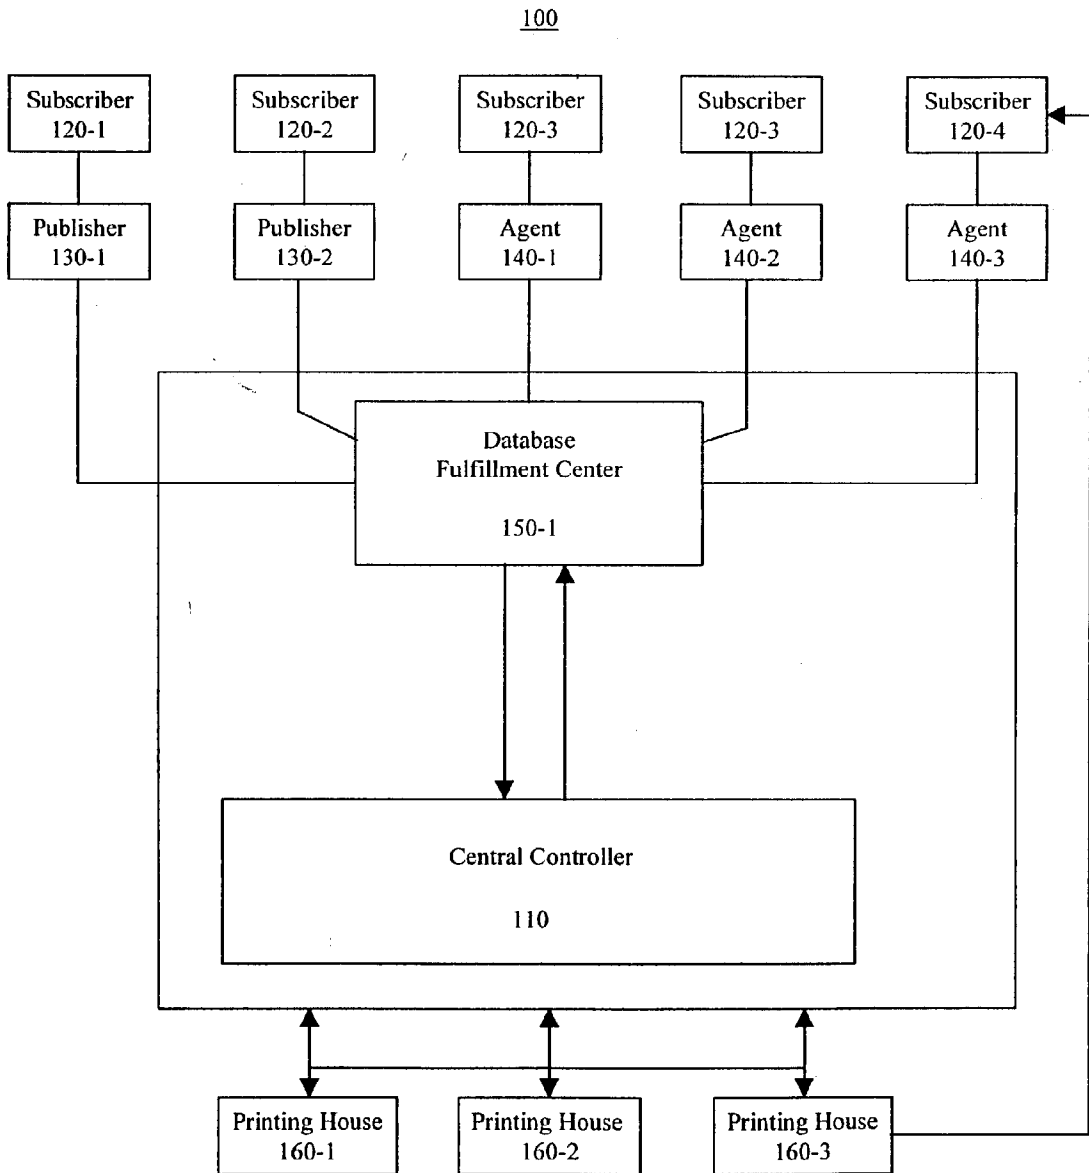 100
Subscriber
120-1
Subscriber
120-2
Subscriber
120-3
Subscriber
120-3
Subscriber
120-4
Publisher
130-1
Publisher
130-2
Agent
140-1
Agent
140-2
Agent
140-3
Database
Fulfillment Center
150-1
Central Controller
110
Printing House
160-1
Printing House
160-2
Printing House
160-3